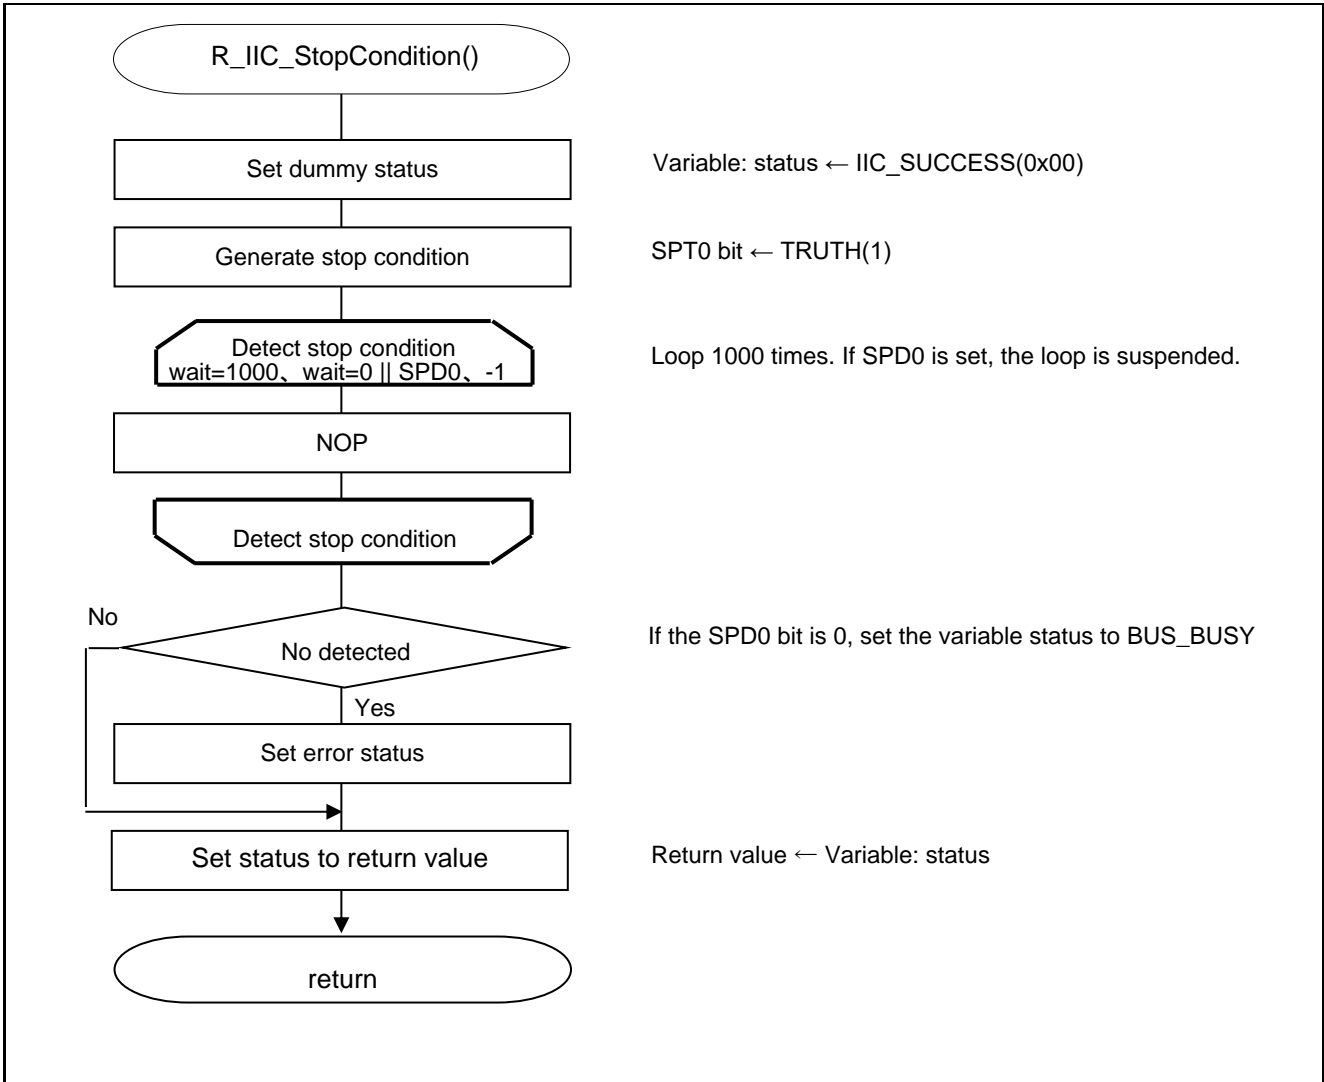 R_IIC_StopCondition()
Set dummy status
Variable: status ← IIC_SUCCESS(0x00)
Generate stop condition
SPT0 bit ← TRUTH(1)
Detect stop condition
wait=1000、wait=0 || SPD0、-1
Loop 1000 times. If SPD0 is set, the loop is suspended.
NOP
Detect stop condition
No
No detected
If the SPD0 bit is 0, set the variable status to BUS_BUSY
Yes
Set error status
Set status to return value
Return value ← Variable: status
return